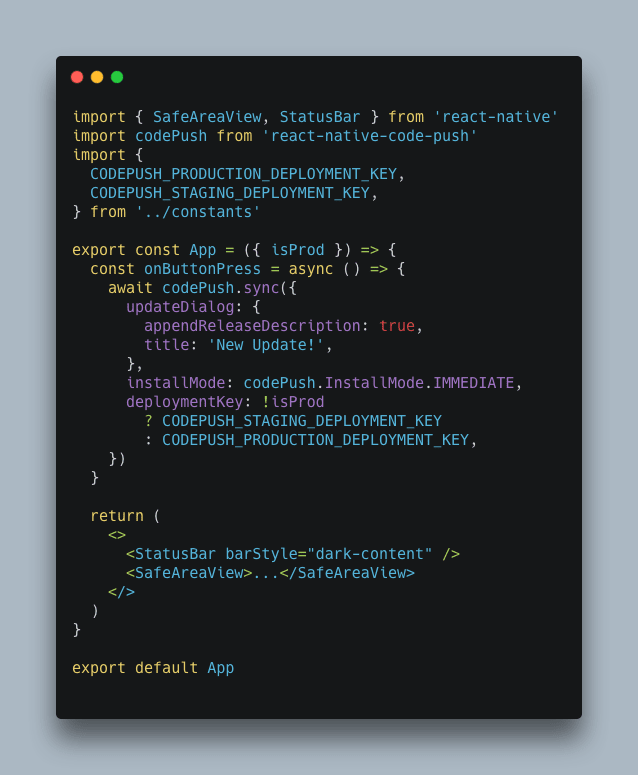 import { SafeAreaView, StatusBar } from 'react-native'
import codePush from 'react-native-code-push'
import {
  CODEPUSH_PRODUCTION_DEPLOYMENT_KEY,
  CODEPUSH_STAGING_DEPLOYMENT_KEY,
} from '../constants'

export const App = ({ isProd }) => {
  const onButtonPress = async () => {
    await codePush.sync({
      updateDialog: {
        appendReleaseDescription: true,
        title: 'New Update!',
      },
      installMode: codePush.InstallMode.IMMEDIATE,
      deploymentKey: !isProd
        ? CODEPUSH_STAGING_DEPLOYMENT_KEY
        : CODEPUSH_PRODUCTION_DEPLOYMENT_KEY,
    })
  }

  return (
    <>
      <StatusBar barStyle="dark-content" />
      <SafeAreaView>...</SafeAreaView>
    </>
  )
}

export default App